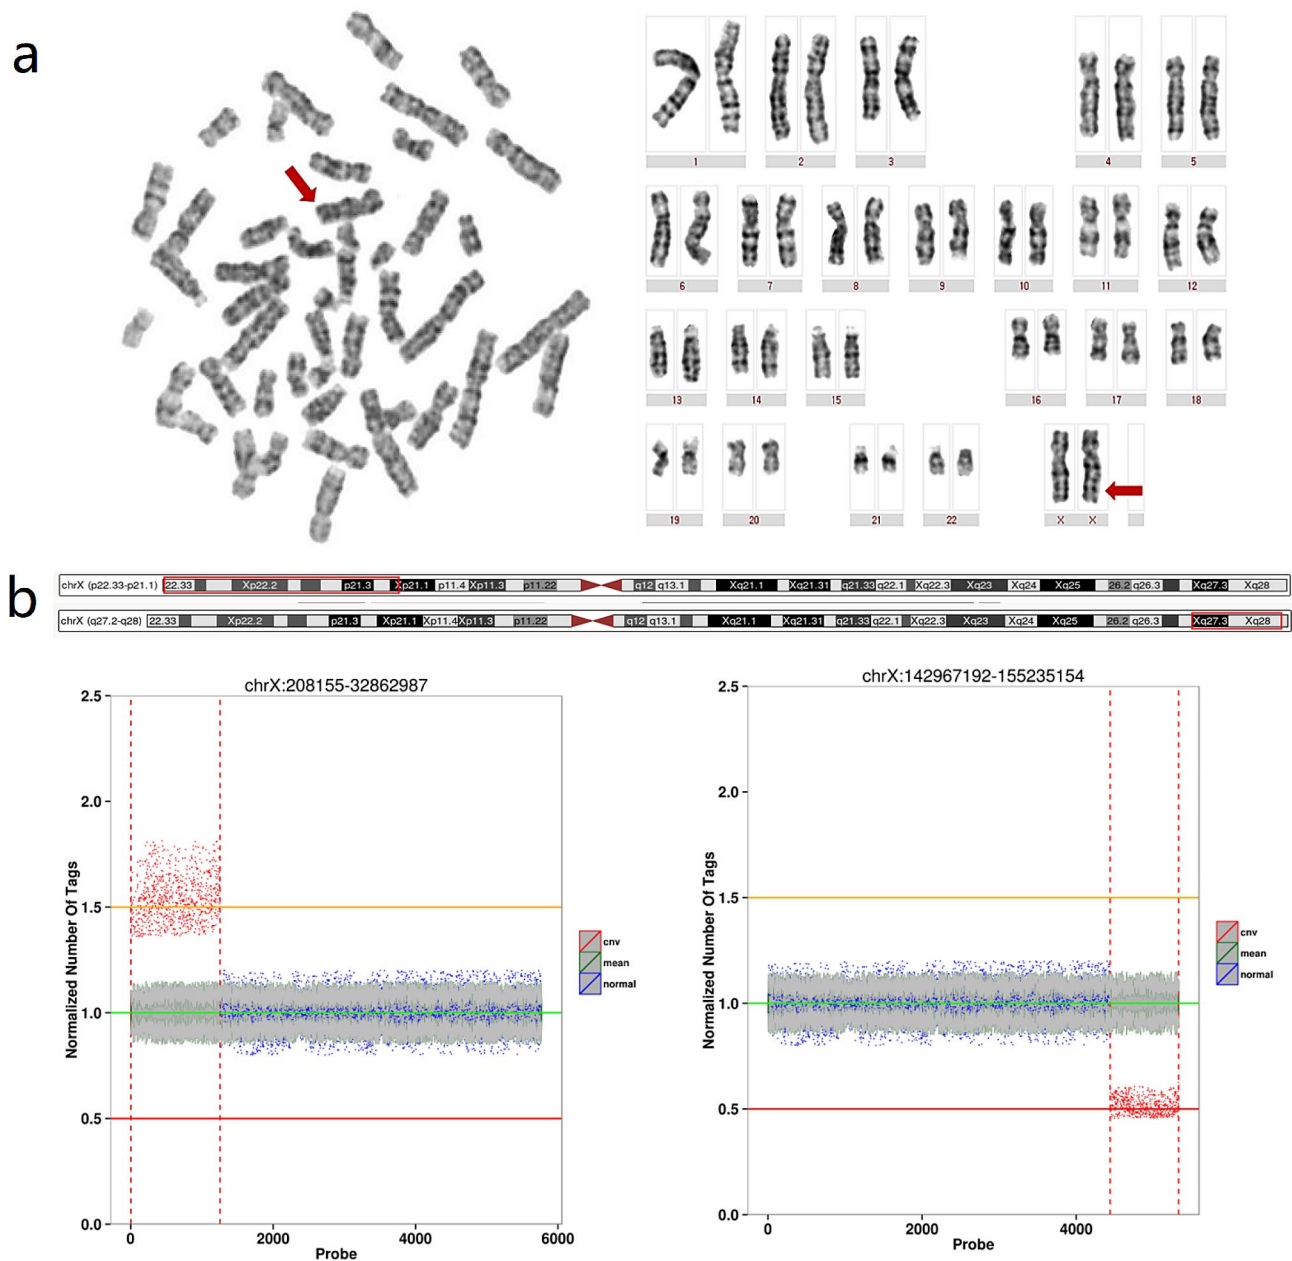 a
1 2 3 4 5
6 7 8 9 10 11 12
13 14 15 16 17 18
19 20 21 22 X X
b
chrX (p22.33-p21.1) 22.33 Xp22.2 p21.3 Xp21.1 p11.4 Xp11.3 p11.22 q12 q13.1 Xq21.1 Xq21.31 q21.33 q22.1 Xq22.3 Xq23 Xq24 Xq25 26.2 q26.3 Xq27.3 Xq28
chrX (q27.2-q28) 22.33 Xp22.2 p21.3 Xp21.1 Xp11.4 Xp11.3 p11.22 q12 q13.1 Xq21.1 Xq21.31 q21.33 q22.1 Xq22.3 Xq23 Xq24 Xq25 26.2 q26.3 Xq27.3 Xq28
chrX:208155-32862987
2.5
2.0
1.5
1.0
0.5
0.0
Normalized Number Of Tags
0 2000 4000 6000
Probe
cnv
mean
normal
chrX:142967192-155235154
2.5
2.0
1.5
1.0
0.5
0.0
Normalized Number Of Tags
0 2000 4000
Probe
cnv
mean
normal